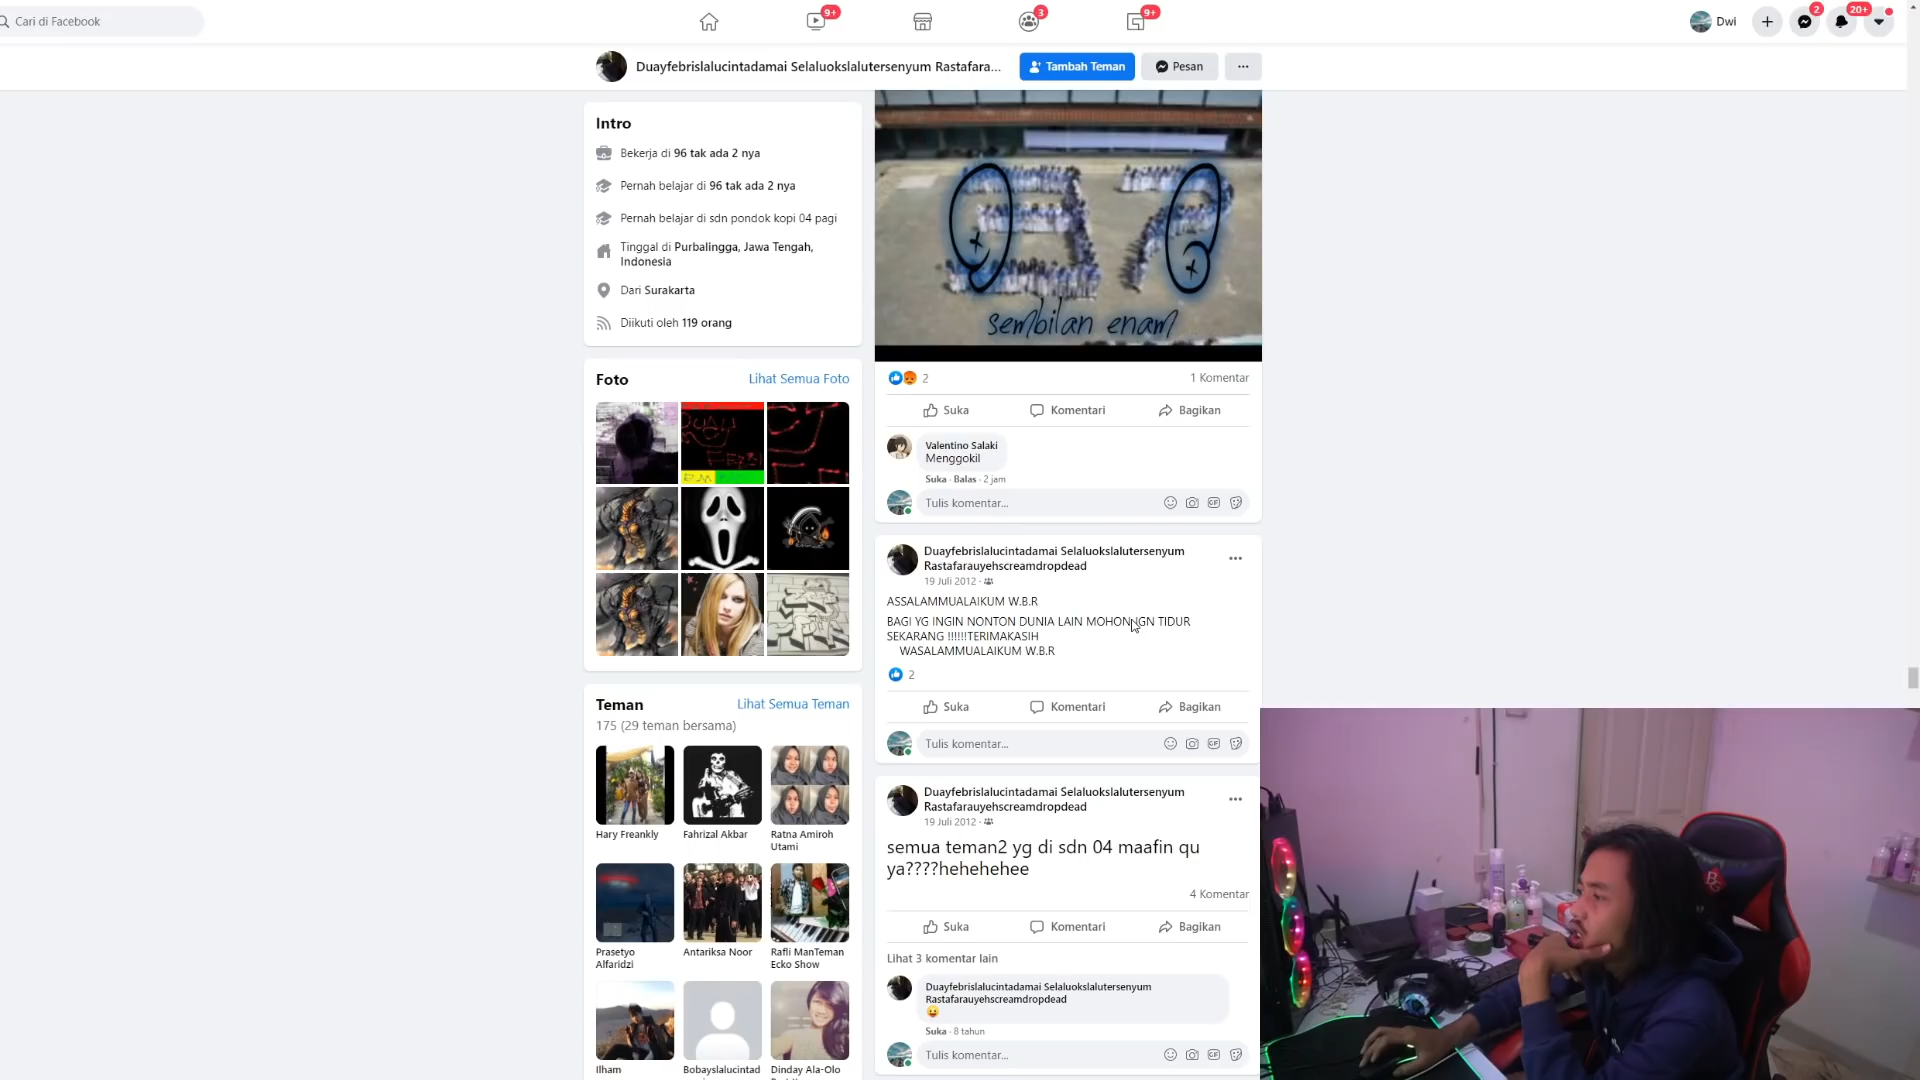 Cari di Facebook
9+
3
9+
Dwi
2
20+
Duayfebrislalucintadamai Selaluokslalutersenyum Rastafara...
Tambah Teman
Pesan
Intro
Bekerja di 96 tak ada 2 nya
Pernah belajar di 96 tak ada 2 nya
Pernah belajar di sdn pondok kopi 04 pagi
Tinggal di Purbalingga, Jawa Tengah,
Indonesia
Dari Surakarta
Diikuti oleh 119 orang
Foto
Lihat Semua Foto
Teman
Lihat Semua Teman
175 (29 teman bersama)
Hary Freankly
Fahrizal Akbar
Ratna Amiroh
Utami
Prasetyo
Alfaridzi
Antariksa Noor
Rafli ManTeman
Ecko Show
Ilham
Bobayslalucintad
Dinday Ala-Olo
sembilan enam
2
1 Komentar
Suka
Komentari
Bagikan
Valentino Salaki
Menggokil
Suka · Balas · 2 jam
Tulis komentar...
Duayfebrislalucintadamai Selaluokslalutersenyum
Rastafarauyehscreamdropdead
19 Juli 2012 ·
ASSALAMMUALAIKUM W.B.R
BAGI YG INGIN NONTON DUNIA LAIN MOHON JGN TIDUR
SEKARANG !!!!!!TERIMAKASIH
WASALAMMUALAIKUM W.B.R
2
Suka
Komentari
Bagikan
Tulis komentar...
Duayfebrislalucintadamai Selaluokslalutersenyum
Rastafarauyehscreamdropdead
19 Juli 2012 ·
semua teman2 yg di sdn 04 maafin qu
ya????hehehehee
4 Komentar
Suka
Komentari
Bagikan
Lihat 3 komentar lain
Duayfebrislalucintadamai Selaluokslalutersenyum
Rastafarauyehscreamdropdead
😛
Suka · 8 tahun
Tulis komentar...